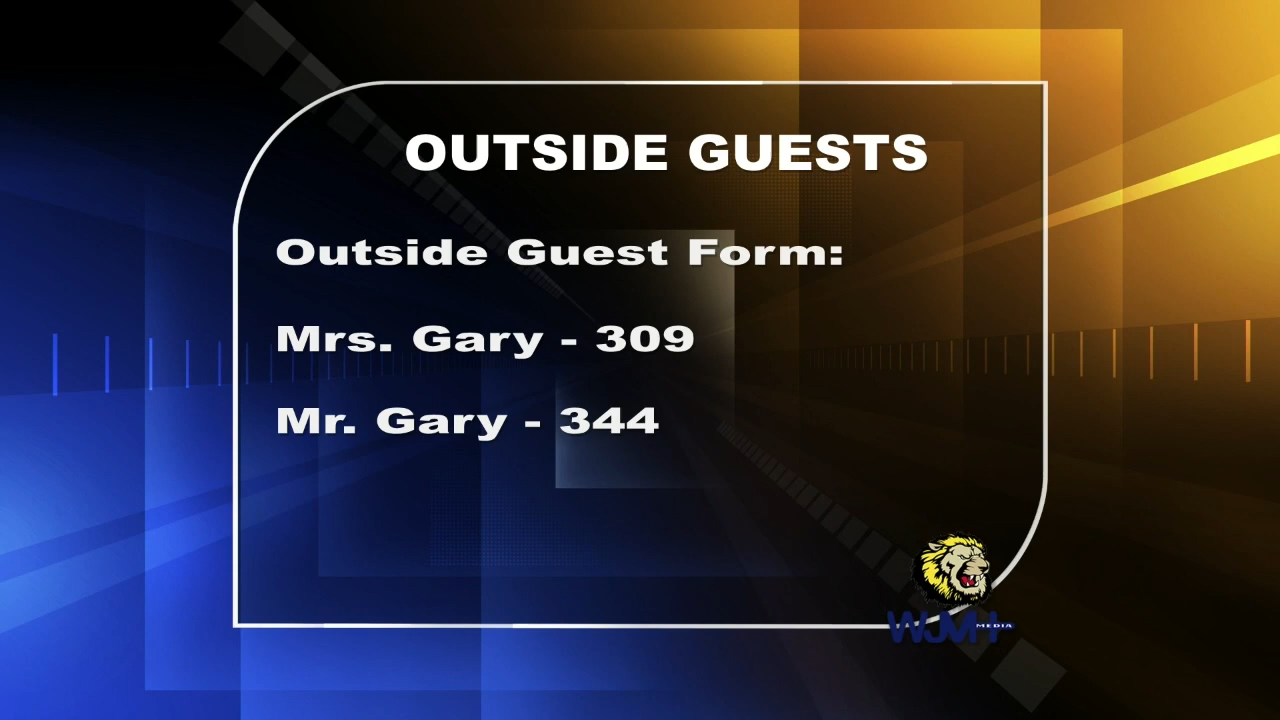 OUTSIDE GUESTS
Outside Guest Form:
Mrs. Gary - 309
Mr. Gary - 344
WJMH
MEDIA